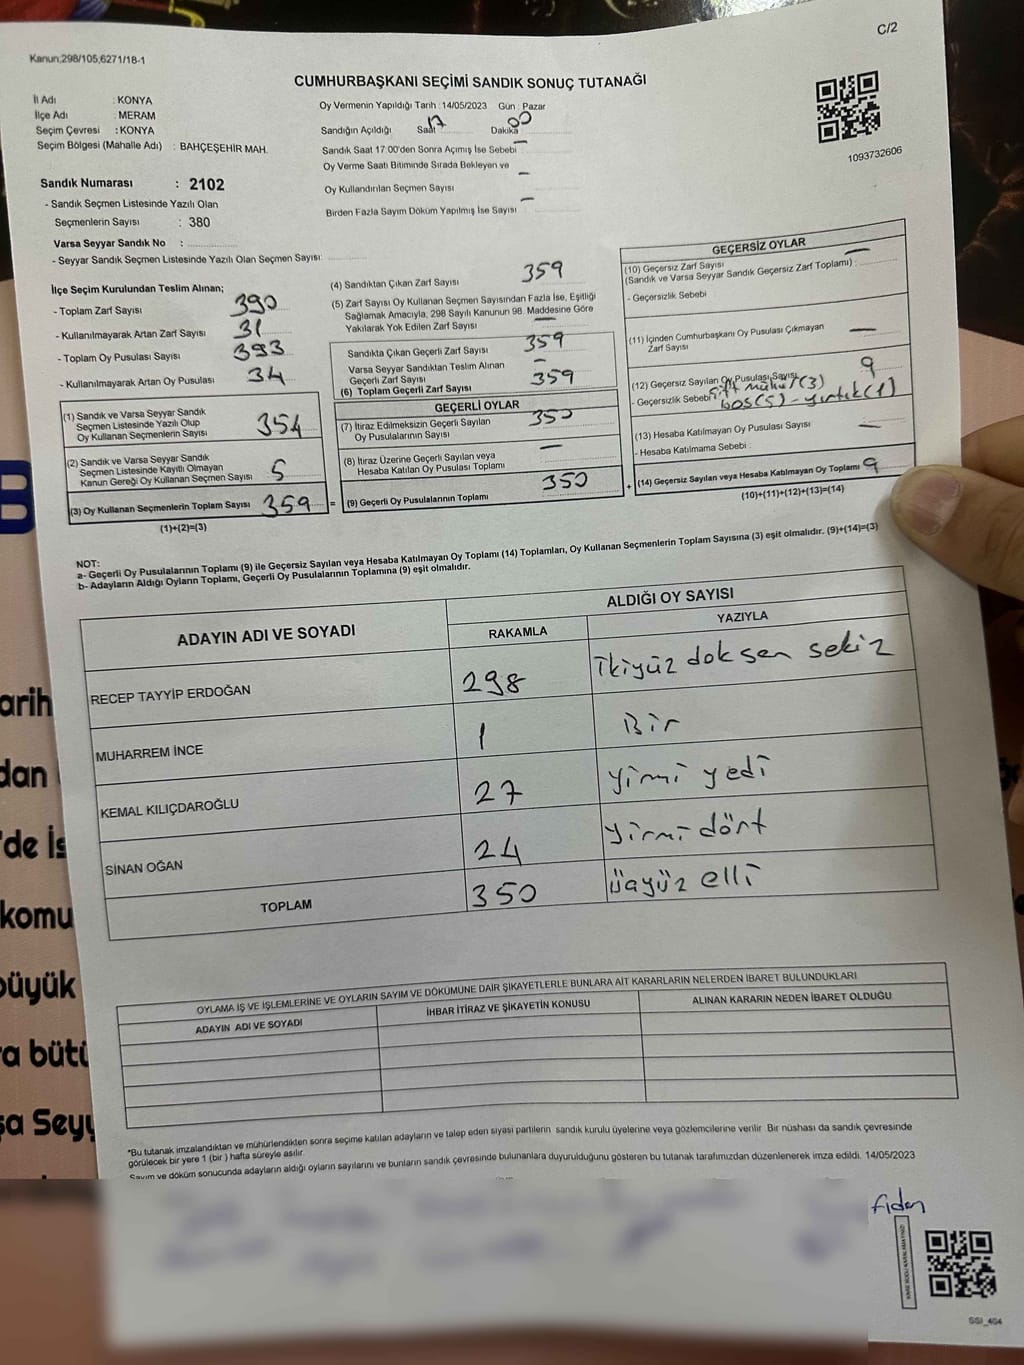 C/2
Kanun;298/105;6271/18-1
CUMHURBAŞKANI SEÇİMİ SANDIK SONUÇ TUTANAĞI
İl Adı : KONYA
İlçe Adı : MERAM
Seçim Çevresi : KONYA
Seçim Bölgesi (Mahalle Adı) : BAHÇEŞEHİR MAH.
Oy Vermenin Yapıldığı Tarih : 14/05/2023 Gün : Pazar
Sandığın Açıldığı Saat 17 Dakika 00
Sandık Saat 17:00'den Sonra Açımış İse Sebebi : —
Oy Verme Saati Bitiminde Sırada Bekleyen ve
Oy Kullandırılan Seçmen Sayısı —
Birden Fazla Sayım Döküm Yapılmış İse Sayısı —
1093732606
Sandık Numarası : 2102
- Sandık Seçmen Listesinde Yazılı Olan
Seçmenlerin Sayısı : 380
Varsa Seyyar Sandık No :
- Seyyar Sandık Seçmen Listesinde Yazılı Olan Seçmen Sayısı:
İlçe Seçim Kurulundan Teslim Alınan;
- Toplam Zarf Sayısı 390
- Kullanılmayarak Artan Zarf Sayısı 31
- Toplam Oy Pusulası Sayısı 393
- Kullanılmayarak Artan Oy Pusulası 34
(1) Sandık ve Varsa Seyyar Sandık
Seçmen Listesinde Yazılı Olup
Oy Kullanan Seçmenlerin Sayısı 354
(2) Sandık ve Varsa Seyyar Sandık
Seçmen Listesinde Kayıtlı Olmayan
Kanun Gereği Oy Kullanan Seçmen Sayısı 5
(3) Oy Kullanan Seçmenlerin Toplam Sayısı 359 =
(1)+(2)=(3)
(4) Sandıktan Çıkan Zarf Sayısı 359
(5) Zarf Sayısı Oy Kullanan Seçmen Sayısından Fazla İse, Eşitliği
Sağlamak Amacıyla, 298 Sayılı Kanunun 98. Maddesine Göre
Yakılarak Yok Edilen Zarf Sayısı —
Sandıkta Çıkan Geçerli Zarf Sayısı 359
Varsa Seyyar Sandıktan Teslim Alınan
Geçerli Zarf Sayısı —
(6) Toplam Geçerli Zarf Sayısı 359
GEÇERLİ OYLAR
(7) İtiraz Edilmeksizin Geçerli Sayılan
Oy Pusulalarının Sayısı 350
(8) İtiraz Üzerine Geçerli Sayılan veya
Hesaba Katılan Oy Pusulası Toplamı —
(9) Geçerli Oy Pusulalarının Toplamı 350 +
GEÇERSİZ OYLAR
(10) Geçersiz Zarf Sayısı —
(Sandık ve Varsa Seyyar Sandık Geçersiz Zarf Toplamı) :
- Geçersizlik Sebebi
(11) İçinden Cumhurbaşkanı Oy Pusulası Çıkmayan
Zarf Sayısı —
(12) Geçersiz Sayılan Oy Pusulası Sayısı 9
- Geçersizlik Sebebi çift mühür(3)
boş(5) - yırtık(1)
(13) Hesaba Katılmayan Oy Pusulası Sayısı —
- Hesaba Katılmama Sebebi :
(14) Geçersiz Sayılan veya Hesaba Katılmayan Oy Toplamı 9
(10)+(11)+(12)+(13)=(14)
NOT:
a- Geçerli Oy Pusulalarının Toplamı (9) ile Geçersiz Sayılan veya Hesaba Katılmayan Oy Toplamı (14) Toplamları, Oy Kullanan Seçmenlerin Toplam Sayısına (3) eşit olmalıdır. (9)+(14)=(3)
b- Adayların Aldığı Oyların Toplamı, Geçerli Oy Pusulalarının Toplamına (9) eşit olmalıdır.
ADAYIN ADI VE SOYADI
ALDIĞI OY SAYISI
RAKAMLA YAZIYLA
RECEP TAYYİP ERDOĞAN 298 ikiyüz doksan sekiz
MUHARREM İNCE 1 Bir
KEMAL KILIÇDAROĞLU 27 yirmi yedi
SİNAN OĞAN 24 yirmi dört
TOPLAM 350 üçyüz elli
OYLAMA İŞ VE İŞLEMLERİNE VE OYLARIN SAYIM VE DÖKÜMÜNE DAİR ŞİKAYETLERLE BUNLARA AİT KARARLARIN NELERDEN İBARET BULUNDUKLARI
ADAYIN ADI VE SOYADI
İHBAR İTİRAZ VE ŞİKAYETİN KONUSU
ALINAN KARARIN NEDEN İBARET OLDUĞU
*Bu tutanak imzalandıktan ve mühürlendikten sonra seçime katılan adayların ve talep eden siyasi partilerin sandık kurulu üyelerine veya gözlemcilerine verilir. Bir nüshası da sandık çevresinde
görülecek bir yere 1 (bir ) hafta süreyle asılır.
Sayım ve döküm sonucunda adayların aldığı oyların sayılarını ve bunların sandık çevresinde bulunanlara duyurulduğunu gösteren bu tutanak tarafımızdan düzenlenerek imza edildi. 14/05/2023
Fidan
SSI_404
B
arih
dan
'de İs
komu
büyük
a bütü
sa Seyy